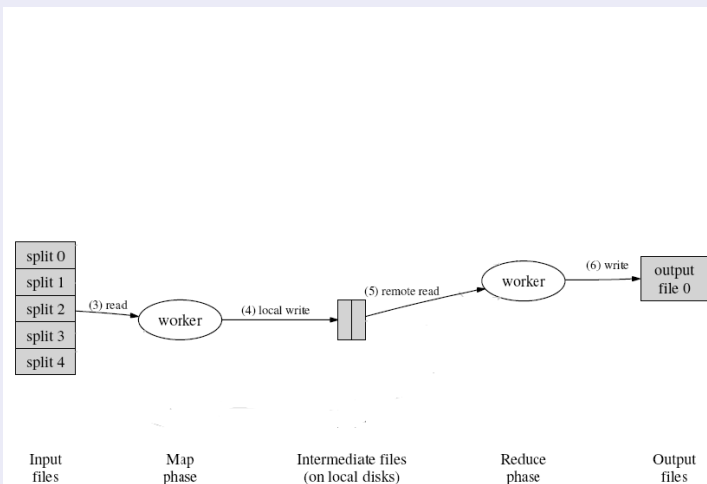 split 0
split 1
split 2
split 3
split 4
(3) read
worker
(4) local write
(5) remote read
worker
(6) write
output
file 0
Input
files
Map
phase
Intermediate files
(on local disks)
Reduce
phase
Output
files